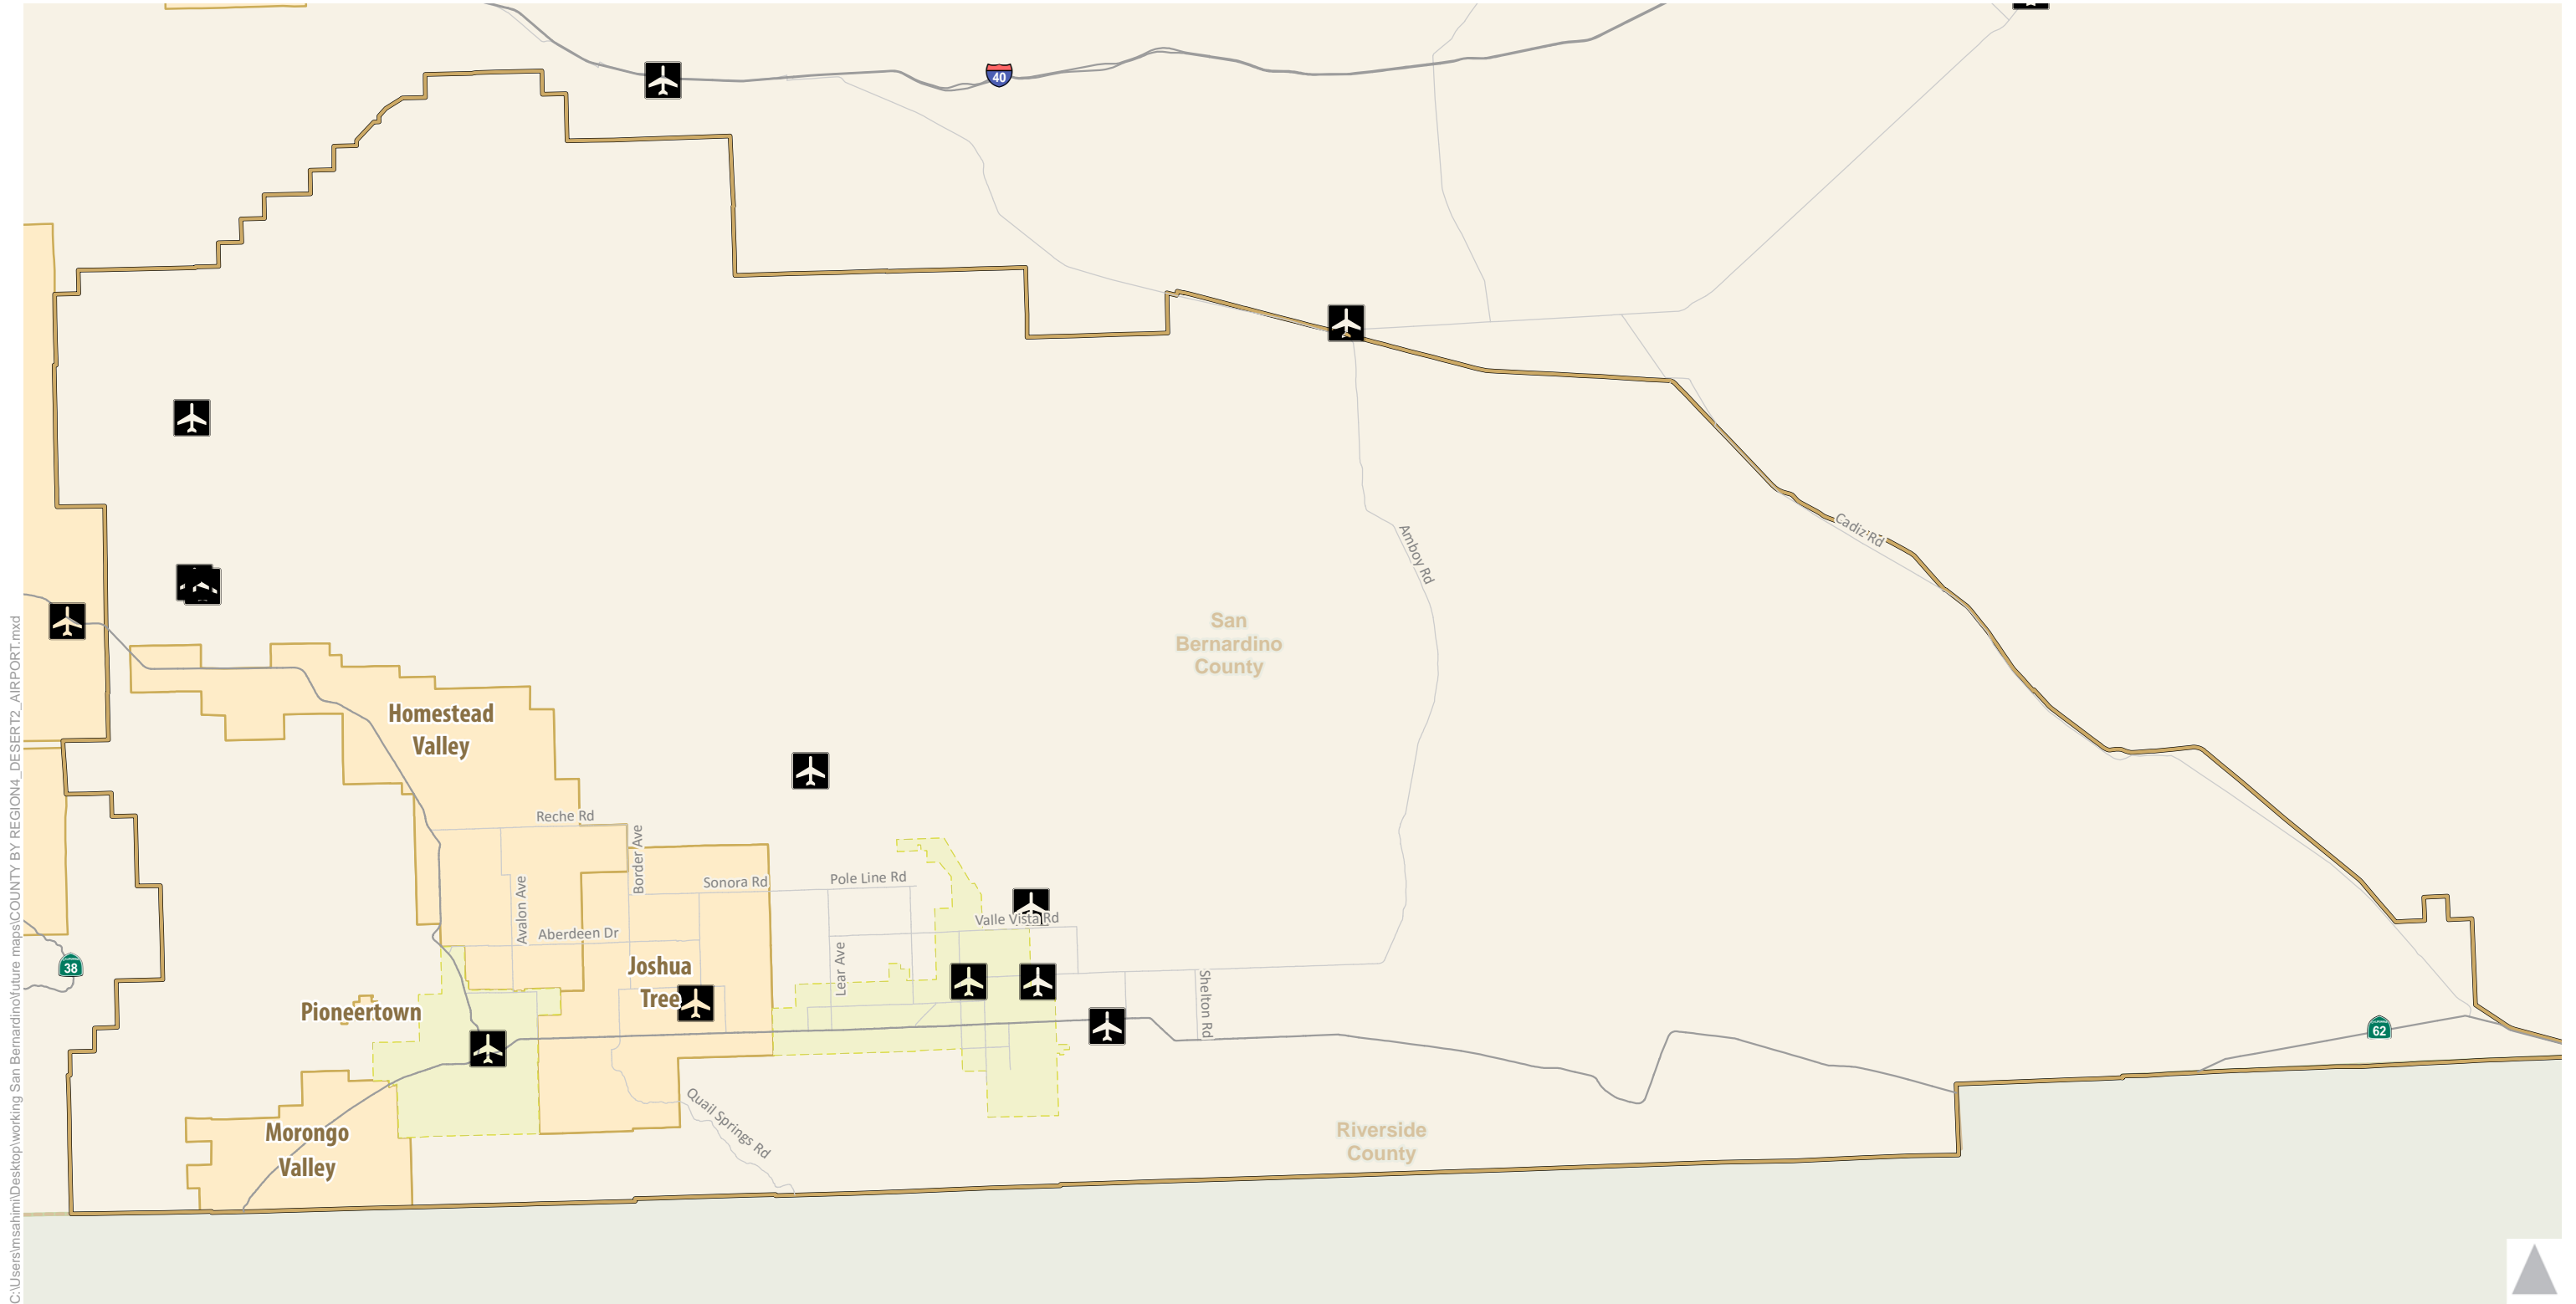 40
Cadiz Rd
Amboy Rd
San
Bernardino
County
Homestead
Valley
Reche Rd
Border Ave
Avalon Ave
Sonora Rd
Pole Line Rd
Valle Vista Rd
Aberdeen Dr
Lear Ave
Shelton Rd
38
Joshua
Tree
Pioneertown
62
Quail Springs Rd
Morongo
Valley
Riverside
County
C:\Users\msahimi\Desktop\working San Bernardino\future maps\COUNTY BY REGION4_DESERT2_AIRPORT.mxd